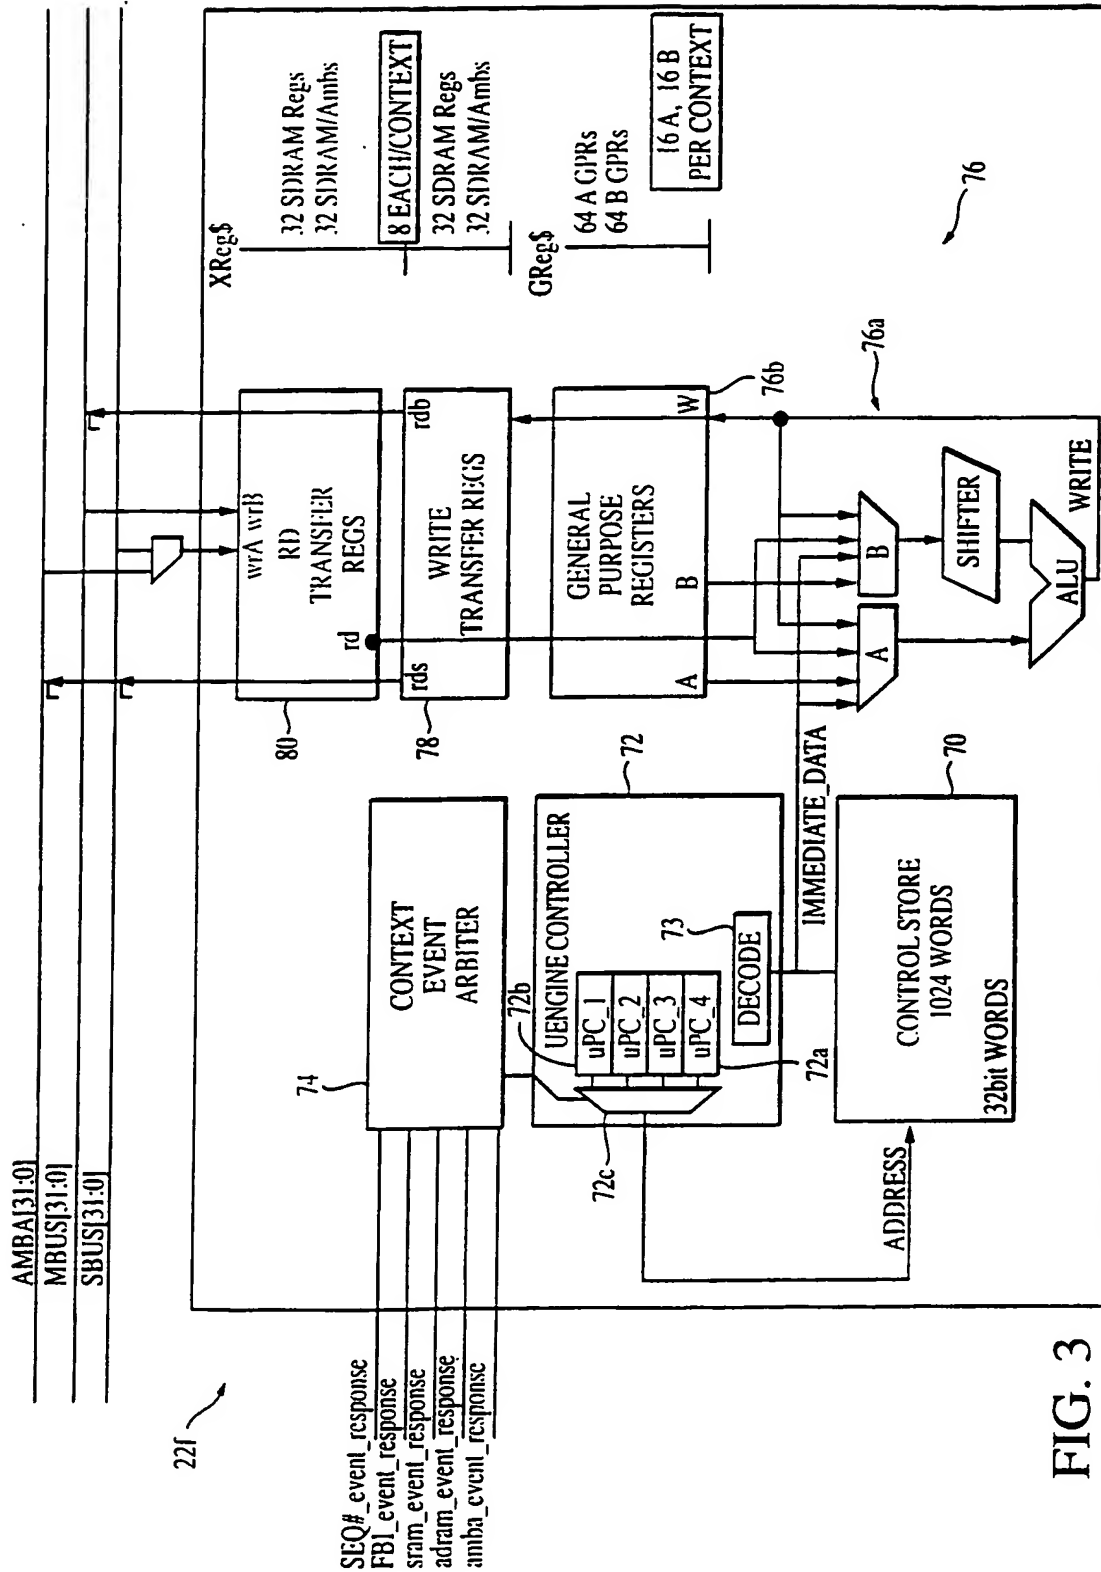 AMBA[31:0]
MBUS[31:0]
SBUS[31:0]
22f
SEQ#_event_response
FBI_event_response
sram_event_response
adram_event_response
amba_event_response
74
CONTEXT
EVENT
ARBITER
72b
72
UENGINE CONTROLLER
uPC_1
uPC_2
uPC_3
uPC_4
72a
72c
73
DECODE
IMMEDIATE_DATA
70
CONTROL STORE
1024 WORDS
32bit WORDS
ADDRESS
80
wrA wrB
RD
TRANSFER
REGS
rd
78
rds
rdb
WRITE
TRANSFER REGS
GENERAL
PURPOSE
REGISTERS
A
B
W
76b
76a
A
B
SHIFTER
ALU
WRITE
XReg$
32 SDRAM Regs
32 SDRAM/Ambs
8 EACH/CONTEXT
32 SDRAM Regs
32 SDRAM/Ambs
GReg$
64 A GPRs
64 B GPRs
16 A, 16 B
PER CONTEXT
76
FIG. 3